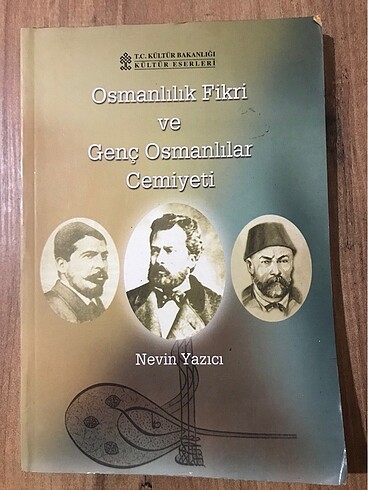 T.C. KÜLTÜR BAKANLIĞI
KÜLTÜR ESERLERİ
Osmanlılık Fikri
ve
Genç Osmanlılar
Cemiyeti
Nevin Yazıcı